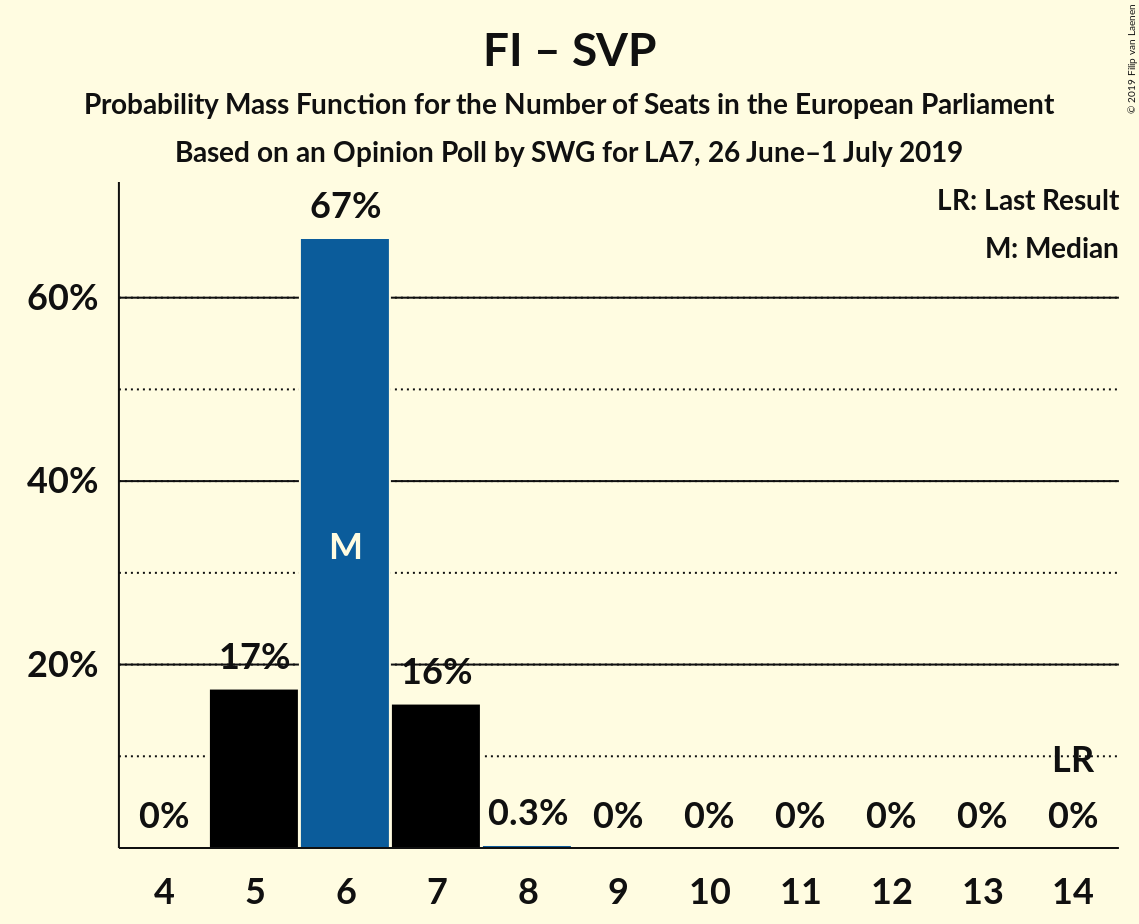 FI – SVP
Probability Mass Function for the Number of Seats in the European Parliament
Based on an Opinion Poll by SWG for LA7, 26 June–1 July 2019
© 2019 Filip van Laenen
LR: Last Result
M: Median
67%
60%
40%
M
20%
17%
16%
LR
0%
0.3%
0%
0%
0%
0%
0%
0%
4 5 6 7 8 9 10 11 12 13 14